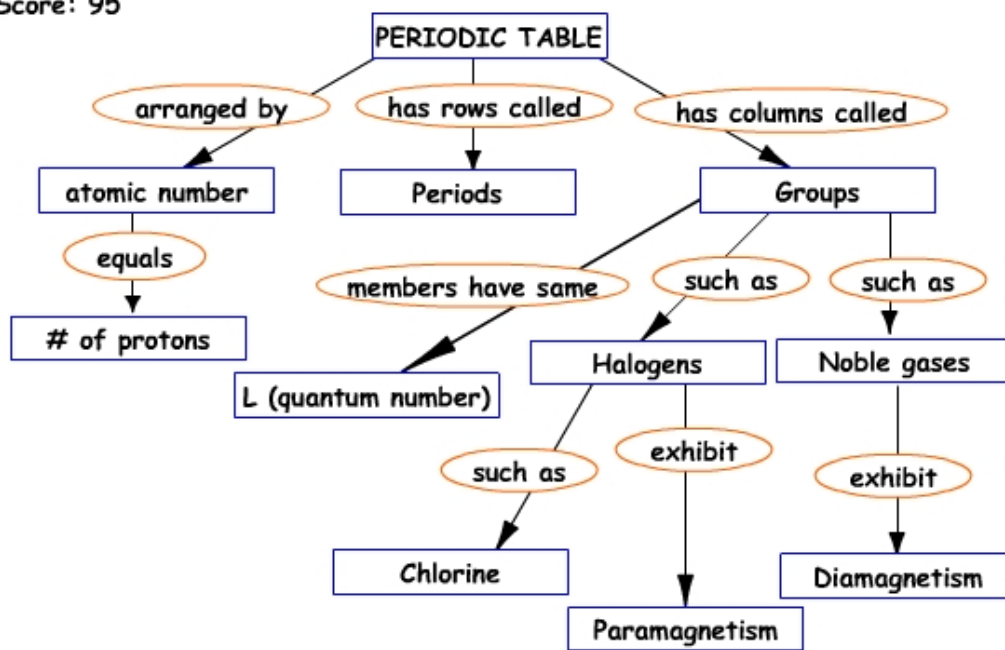 Score: 95
PERIODIC TABLE
arranged by
has rows called
has columns called
atomic number
Periods
Groups
equals
members have same
such as
such as
# of protons
L (quantum number)
Halogens
Noble gases
such as
exhibit
exhibit
Chlorine
Paramagnetism
Diamagnetism